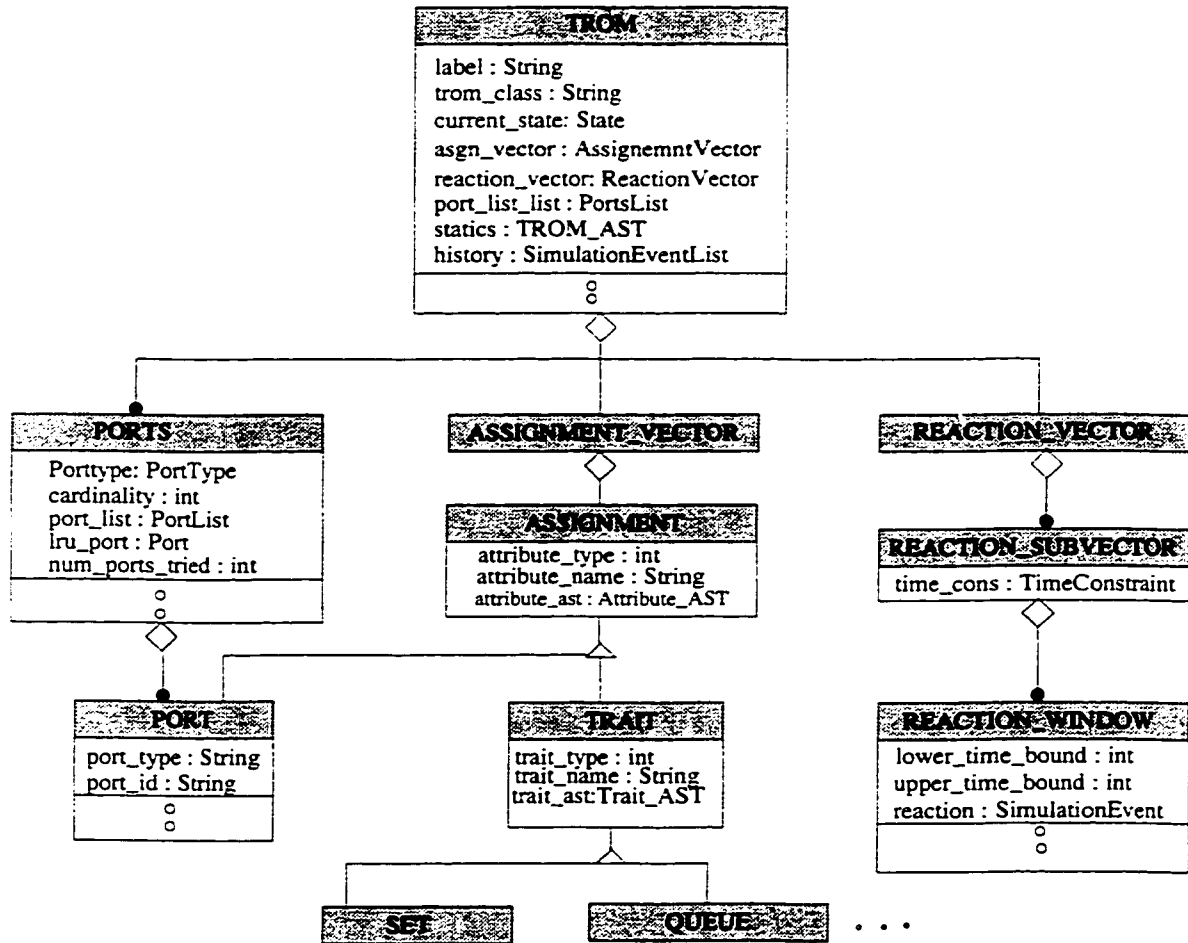 TROM
label : String
trom_class : String
current_state: State
asgn_vector : AssignemntVector
reaction_vector: ReactionVector
port_list_list : PortsList
statics : TROM_AST
history : SimulationEventList
PORTS
Porttype: PortType
cardinality : int
port_list : PortList
lru_port : Port
num_ports_tried : int
ASSIGNMENT_VECTOR
ASSIGNMENT
attribute_type : int
attribute_name : String
attribute_ast : Attribute_AST
REACTION_VECTOR
REACTION_SUBVECTOR
time_cons : TimeConstraint
PORT
port_type : String
port_id : String
TRAIT
trait_type : int
trait_name : String
trait_ast:Trait_AST
REACTION_WINDOW
lower_time_bound : int
upper_time_bound : int
reaction : SimulationEvent
SET
QUEUE
. . .